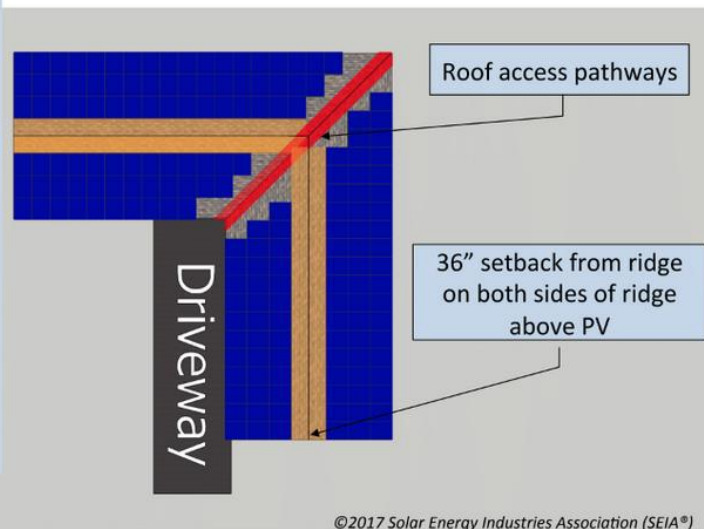 Roof access pathways
36” setback from ridge
on both sides of ridge
above PV
Driveway
©2017 Solar Energy Industries Association (SEIA®)